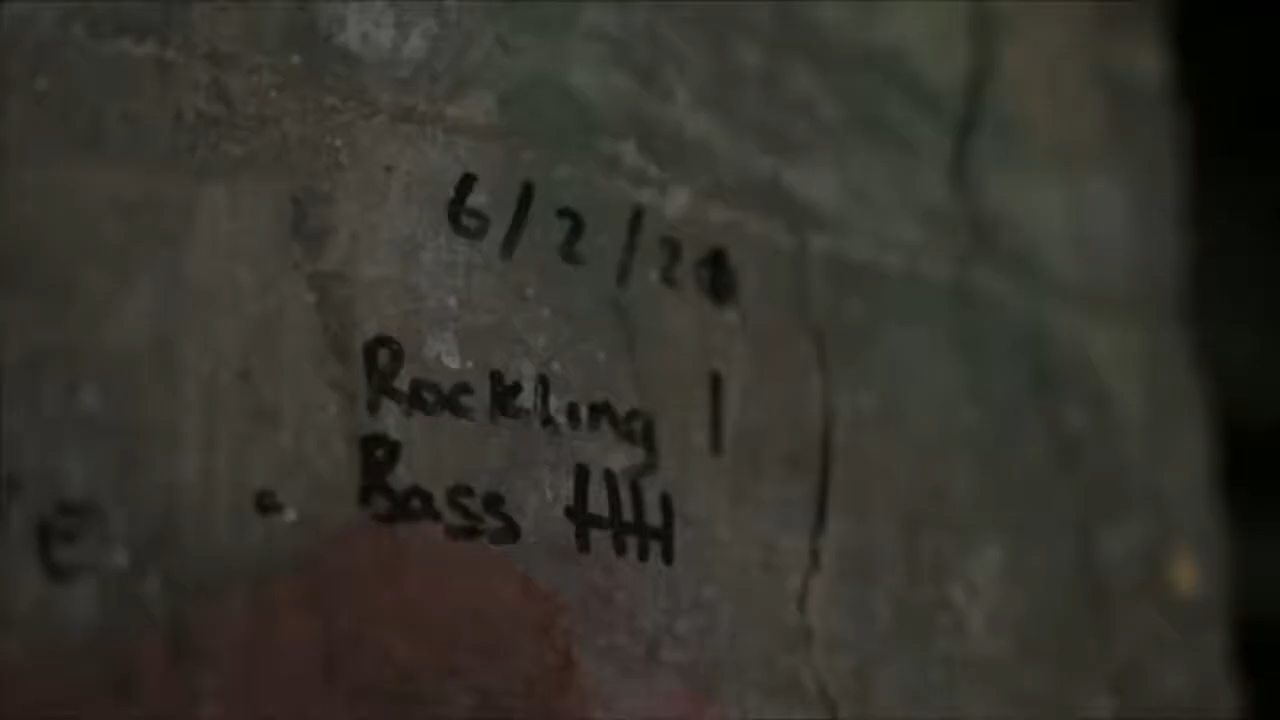 6/2/20
Rockling |
Bass 卌